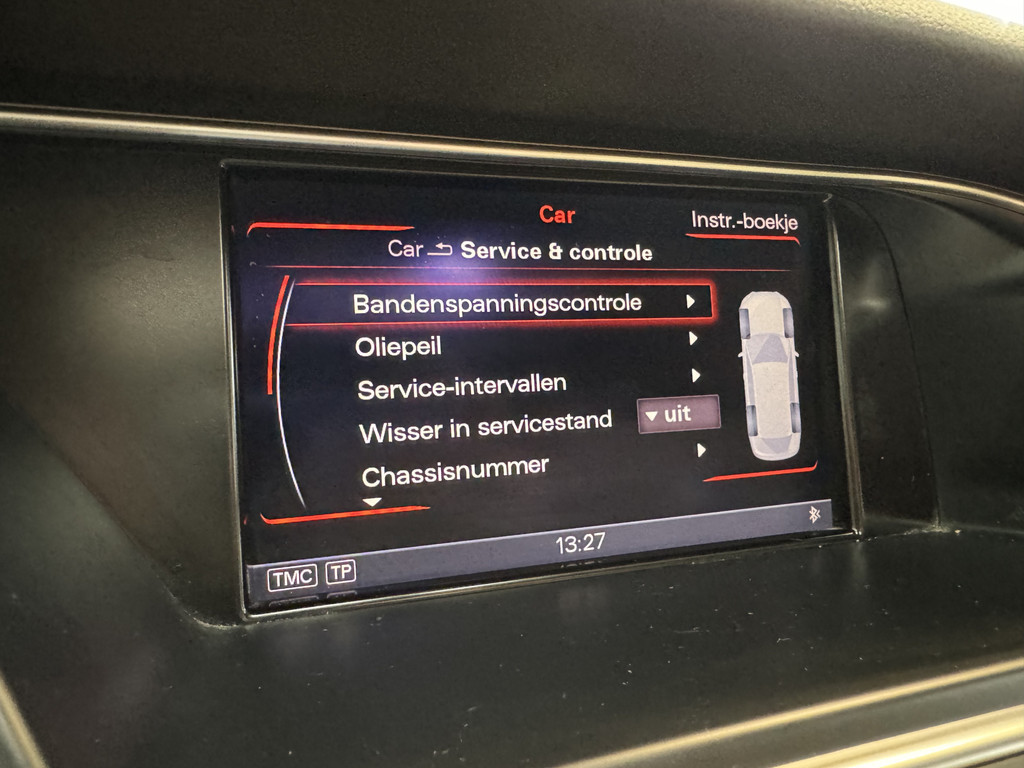 Car
Instr.-boekje
Car Service & controle
Bandenspanningscontrole
Oliepeil
Service-intervallen
Wisser in servicestand uit
Chassisnummer
13:27
TMC TP